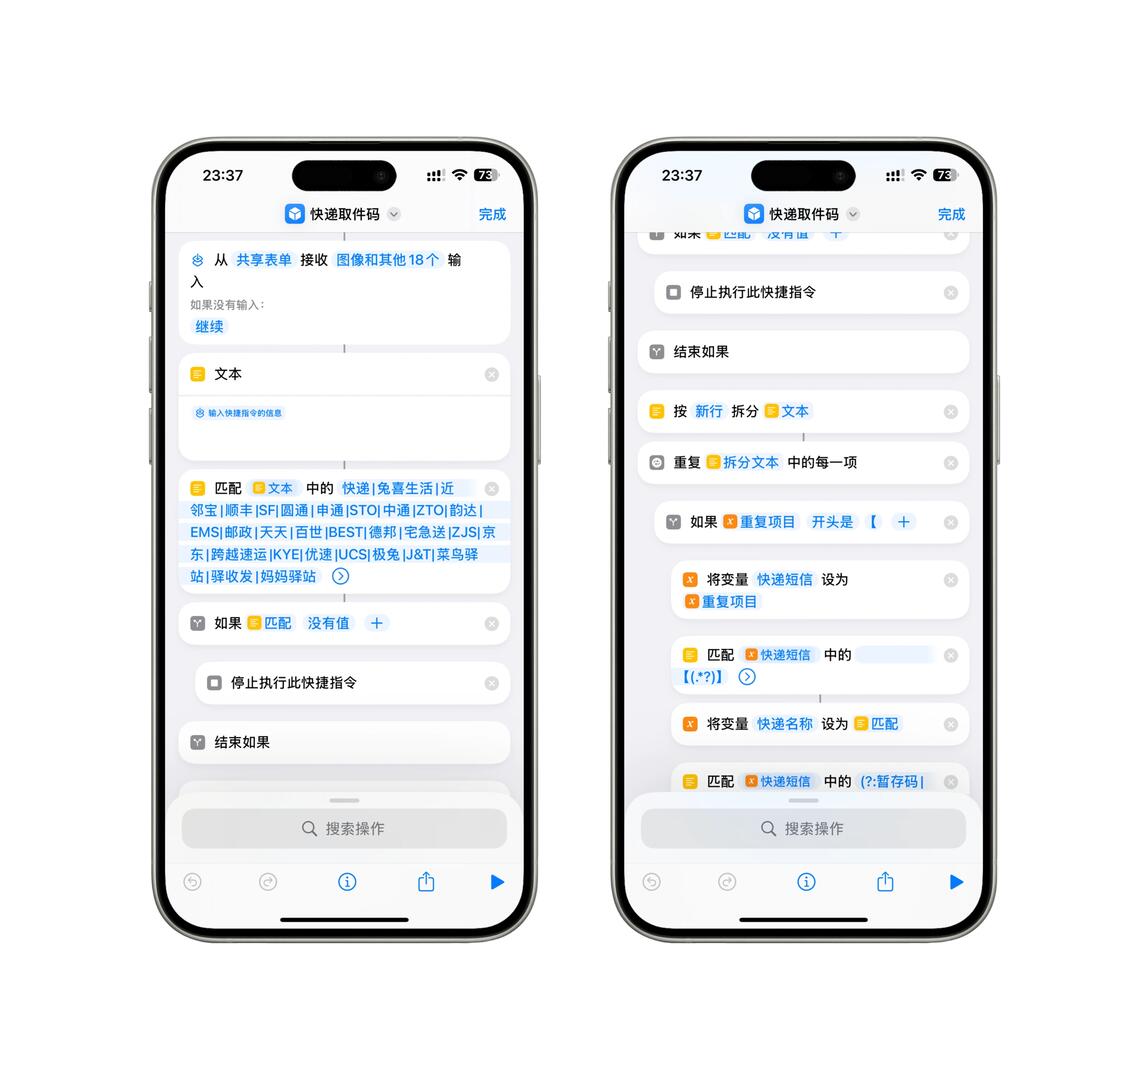 23:37
73
快递取件码
完成
从 共享表单 接收 图像和其他 18 个 输
入
如果没有输入：
继续
文本
输入快捷指令的信息
匹配 文本 中的 快递|兔喜生活|近
邻宝|顺丰|SF|圆通|申通|STO|中通|ZTO|韵达|
EMS|邮政|天天|百世|BEST|德邦|宅急送|ZJS|京
东|跨越速运|KYE|优速|UCS|极兔|J&T|菜鸟驿
站|驿收发|妈妈驿站
如果 匹配 没有值
停止执行此快捷指令
结束如果
搜索操作
23:37
73
快递取件码
完成
如果 匹配 没有值
停止执行此快捷指令
结束如果
按 新行 拆分 文本
重复 拆分文本 中的每一项
如果 重复项目 开头是 【
将变量 快递短信 设为
重复项目
匹配 快递短信 中的
【(.*?)】
将变量 快递名称 设为 匹配
匹配 快递短信 中的 (?:暂存码|
搜索操作